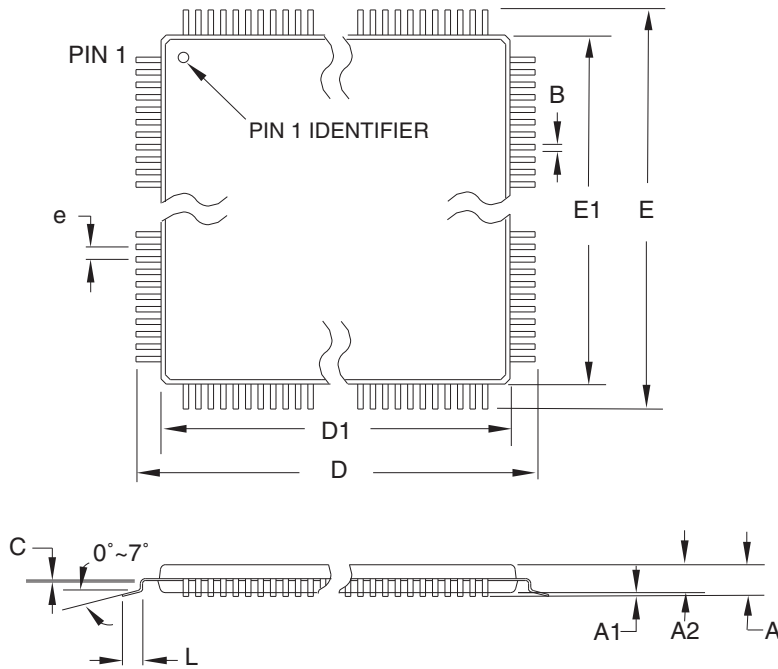 PIN 1
PIN 1 IDENTIFIER
B
e
E1
E
D1
D
C
0°~7°
A1
A2
A
L